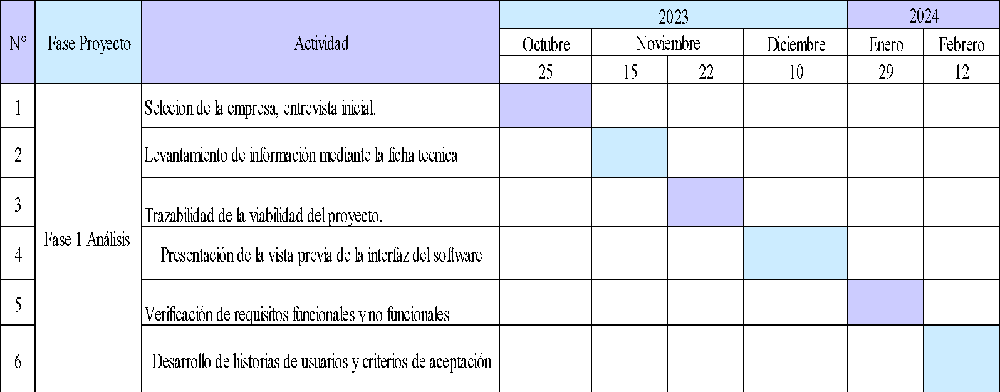 N° Fase Proyecto Actividad 2023 2024
Octubre Noviembre Diciembre Enero Febrero
25 15 22 10 29 12
1 Selecion de la empresa, entrevista inicial.
2 Levantamiento de información mediante la ficha tecnica
3 Trazabilidad de la viabilidad del proyecto.
Fase 1 Análisis
4 Presentación de la vista previa de la interfaz del software
5 Verificación de requisitos funcionales y no funcionales
6 Desarrollo de historias de usuarios y criterios de aceptación